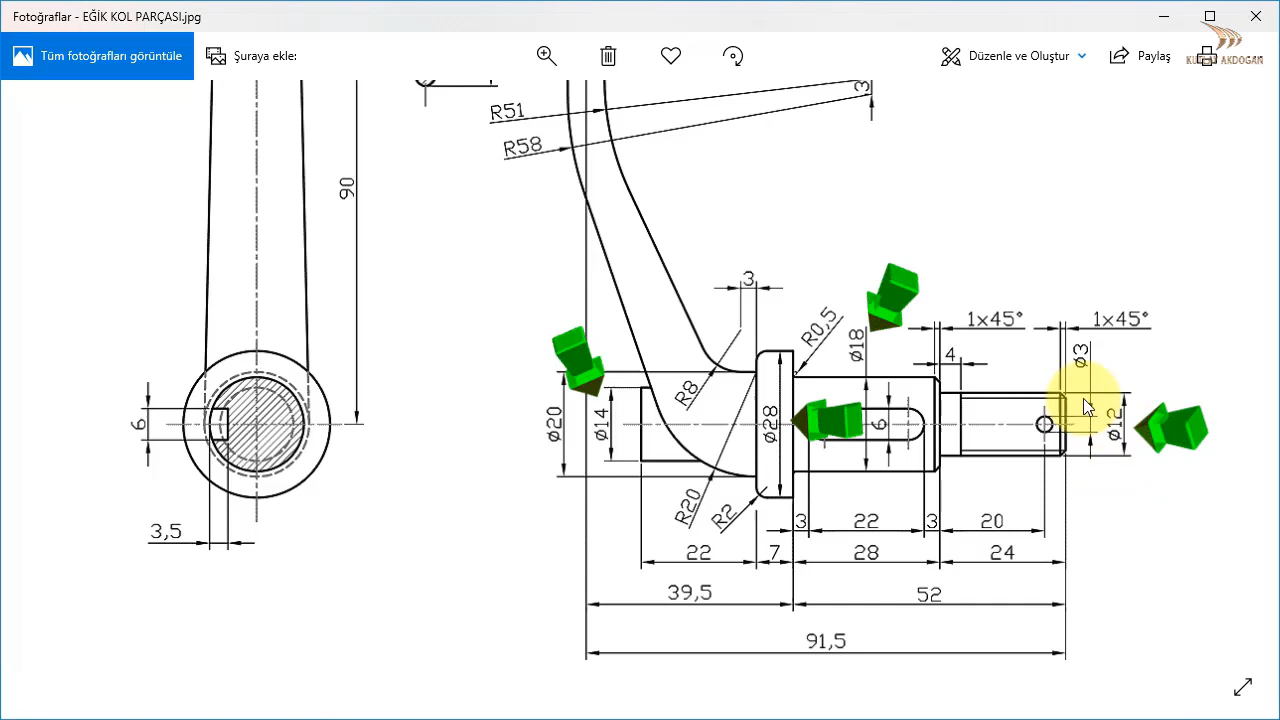 Fotoğraflar - EĞİK KOL PARÇASI.jpg
Tüm fotoğrafları görüntüle
Şuraya ekle:
Düzenle ve Oluştur
Paylaş
KUBİLAY AKDOGAN
3
R51
R58
90
3
R0,5
1x45°
1x45°
ø18
4
ø3
R8
6
ø20
ø14
ø28
6
ø12
R20
R2
3,5
3
22
3
20
22
7
28
24
39,5
52
91,5